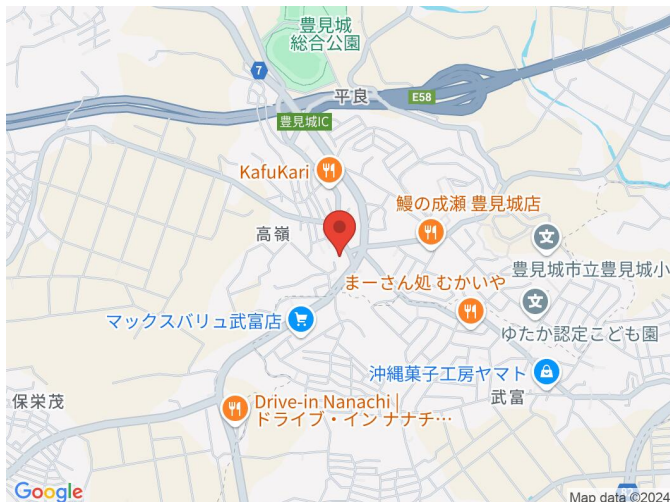 豊見城
総合公園
7
平良
E58
豊見城IC
KafuKari
鰻の成瀬 豊見城店
高嶺
豊見城市立豊見城小
まーさん処 むかいや
マックスバリュ武富店
ゆたか認定こども園
沖縄菓子工房ヤマト
武富
保栄茂
Drive-in Nanachi |
ドライブ・イン ナナチ…
文
文
Google
Map data ©2024